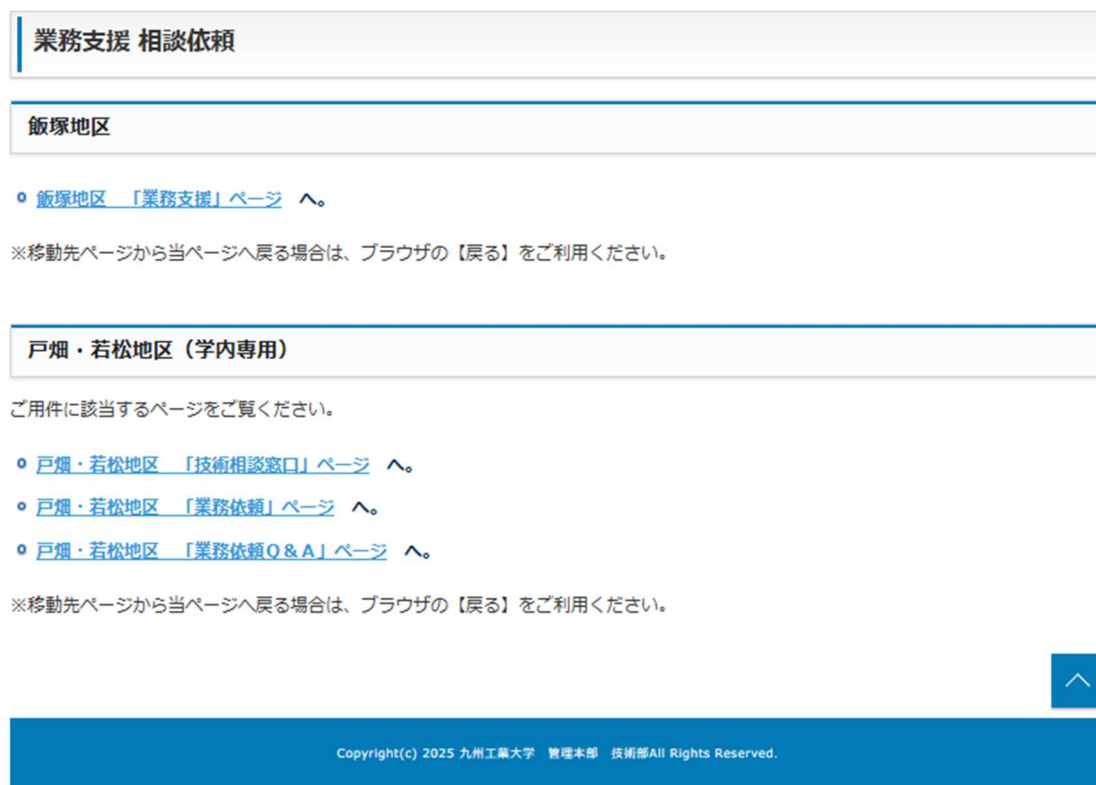 業務支援 相談依頼
飯塚地区
飯塚地区　「業務支援」ページ　へ。
※移動先ページから当ページへ戻る場合は、ブラウザの【戻る】をご利用ください。
戸畑・若松地区（学内専用）
ご用件に該当するページをご覧ください。
戸畑・若松地区　「技術相談窓口」ページ　へ。
戸畑・若松地区　「業務依頼」ページ　へ。
戸畑・若松地区　「業務依頼Ｑ＆Ａ」ページ　へ。
※移動先ページから当ページへ戻る場合は、ブラウザの【戻る】をご利用ください。
Copyright(c) 2025 九州工業大学　管理本部　技術部All Rights Reserved.